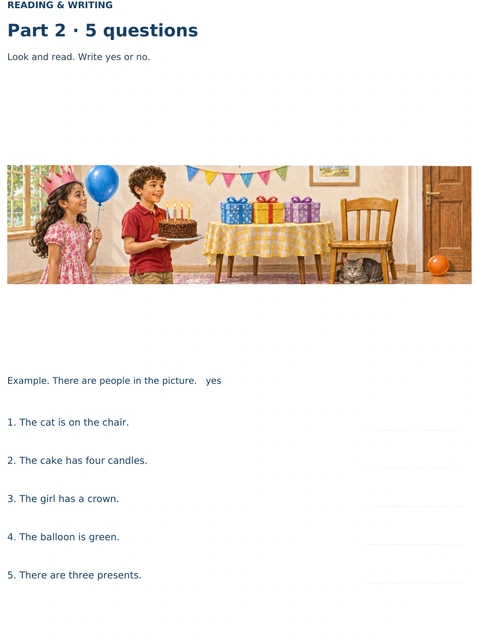 READING & WRITING
Part 2 · 5 questions
Look and read. Write yes or no.
Example. There are people in the picture. yes
1. The cat is on the chair.
2. The cake has four candles.
3. The girl has a crown.
4. The balloon is green.
5. There are three presents.